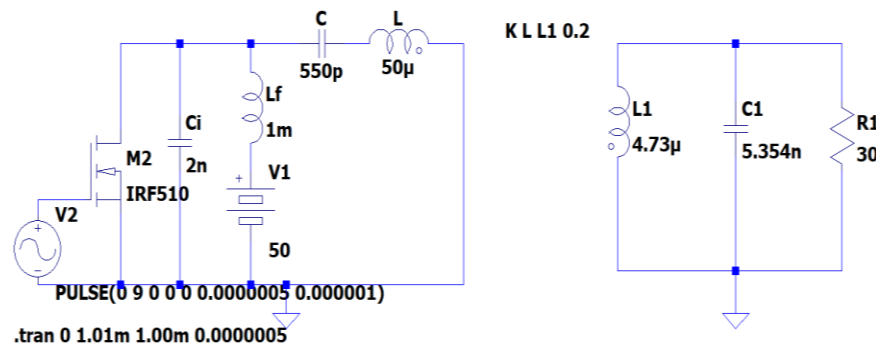 C
550p
L
50µ
K L L1 0.2
Lf
1m
Ci
2n
M2
IRF510
V1
+
50
V2
+
−
PULSE(0 9 0 0 0 0.0000005 0.000001)
.tran 0 1.01m 1.00m 0.0000005
L1
4.73µ
C1
5.354n
R1
30